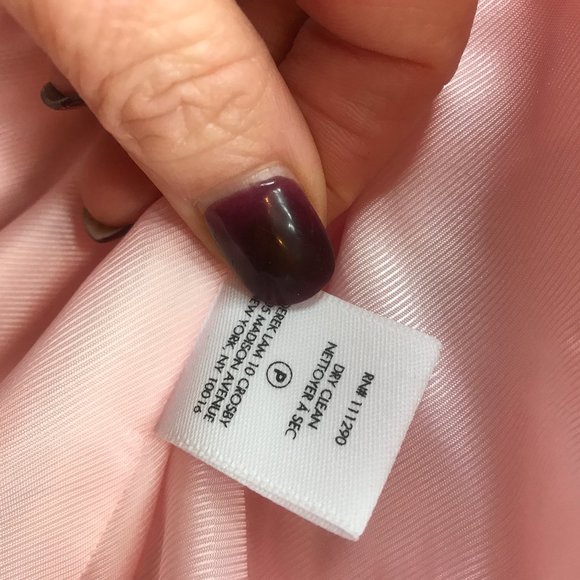 RN# 111290
DRY CLEAN
NETTOYER A SEC
P
DEREK LAM 10 CROSBY
MADISON AVENUE
NEW YORK, NY 10016